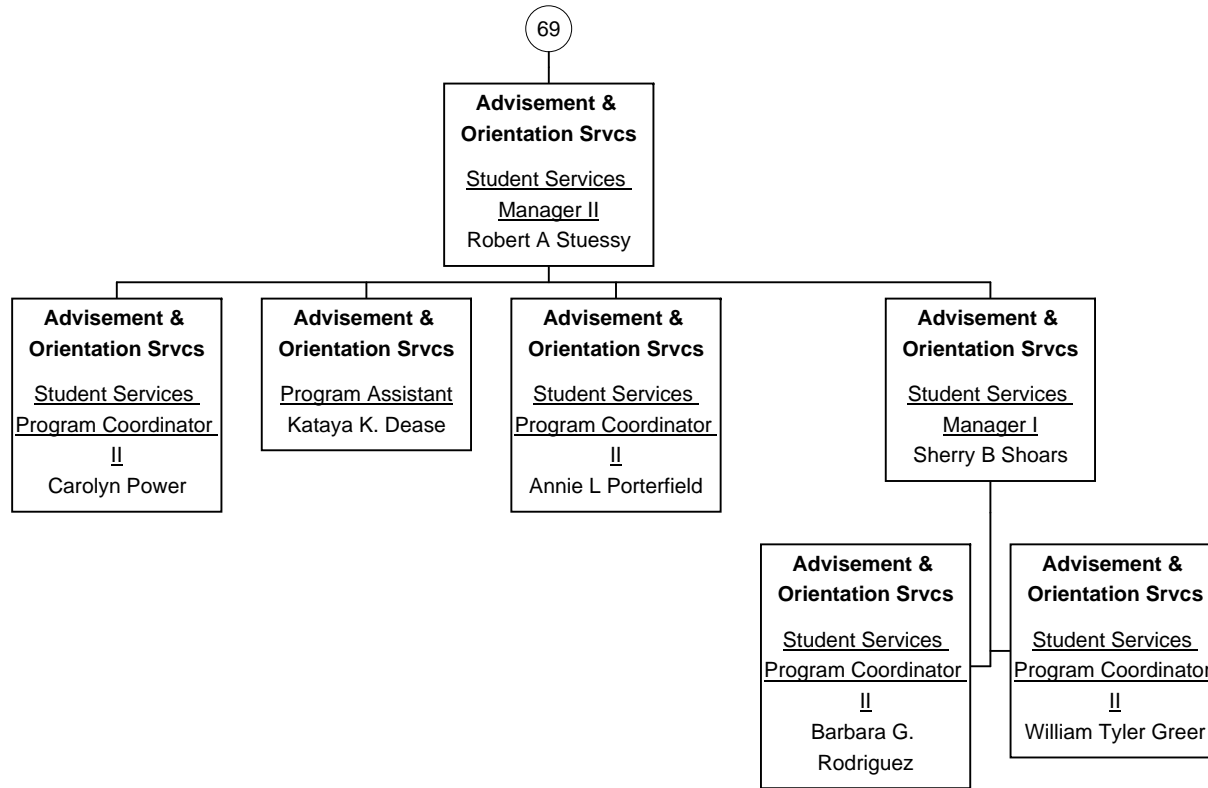 69
Advisement &
Orientation Srvcs
Student Services
Manager II
Robert A Stuessy
Advisement &
Orientation Srvcs
Student Services
Program Coordinator
II
Carolyn Power
Advisement &
Orientation Srvcs
Program Assistant
Kataya K. Dease
Advisement &
Orientation Srvcs
Student Services
Program Coordinator
II
Annie L Porterfield
Advisement &
Orientation Srvcs
Student Services
Manager I
Sherry B Shoars
Advisement &
Orientation Srvcs
Student Services
Program Coordinator
II
Barbara G.
Rodriguez
Advisement &
Orientation Srvcs
Student Services
Program Coordinator
II
William Tyler Greer